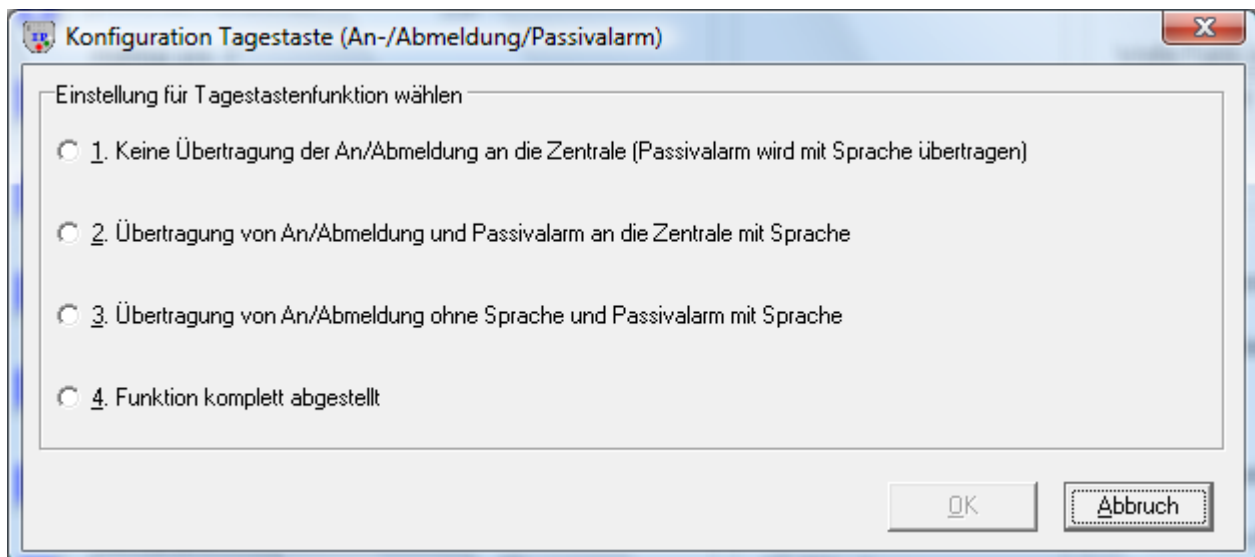 Konfiguration Tagestaste (An-/Abmeldung/Passivalarm)
Einstellung für Tagestastenfunktion wählen
1. Keine Übertragung der An/Abmeldung an die Zentrale (Passivalarm wird mit Sprache übertragen)
2. Übertragung von An/Abmeldung und Passivalarm an die Zentrale mit Sprache
3. Übertragung von An/Abmeldung ohne Sprache und Passivalarm mit Sprache
4. Funktion komplett abgestellt
OK
Abbruch